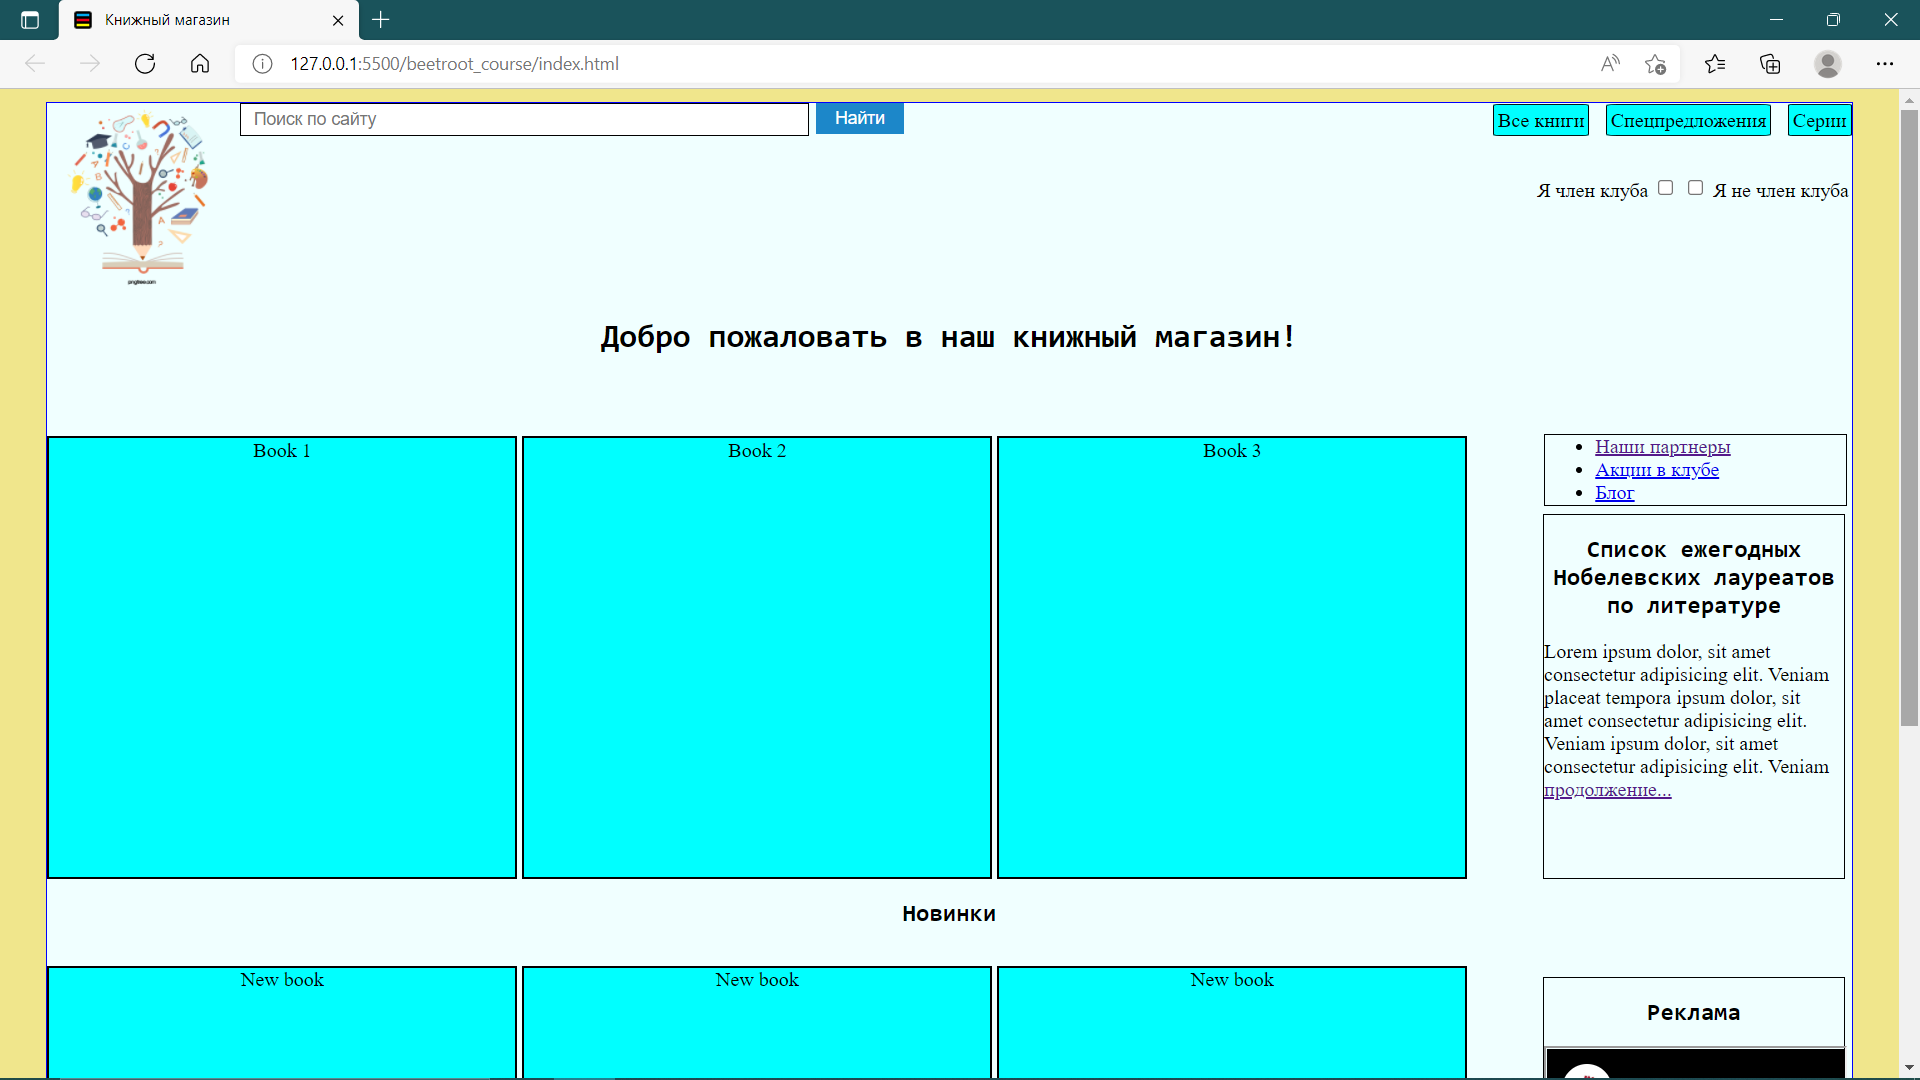 Книжный магазин
127.0.0.1:5500/beetroot_course/index.html
Поиск по сайту
Найти
Все книги
Спецпредложения
Серии
Я член клуба
Я не член клуба
pngtree.com
Добро пожаловать в наш книжный магазин!
Book 1
Book 2
Book 3
Наши партнеры
Акции в клубе
Блог
Список ежегодных
Нобелевских лауреатов
по литературе
Lorem ipsum dolor, sit amet
consectetur adipisicing elit. Veniam
placeat tempora ipsum dolor, sit
amet consectetur adipisicing elit.
Veniam ipsum dolor, sit amet
consectetur adipisicing elit. Veniam
продолжение...
Новинки
New book
New book
New book
Реклама